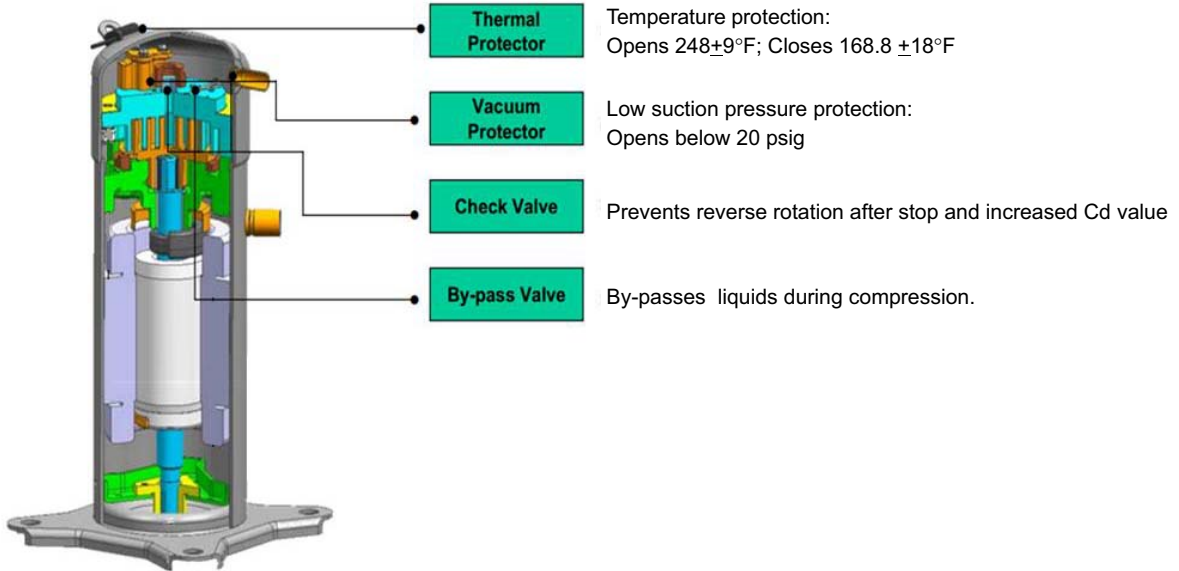 Thermal
Protector
Temperature protection:
Opens 248±9°F; Closes 168.8 ±18°F
Vacuum
Protector
Low suction pressure protection:
Opens below 20 psig
Check Valve
Prevents reverse rotation after stop and increased Cd value
By-pass Valve
By-passes liquids during compression.